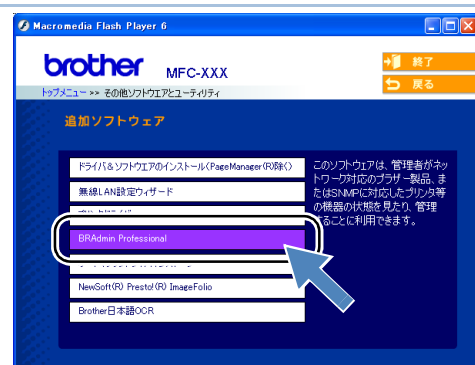 Macromedia Flash Player 6
brother MFC-XXX
終了
戻る
トップメニュー >> その他ソフトウエアとユーティリティ
追加ソフトウェア
ドライバ&ソフトウエアのインストール(PageManager(R)除く)
無線LAN設定ウィザード
BRAdmin Professional
NewSoft(R) Presto!(R) ImageFolio
Brother日本語OCR
このソフトウェアは、管理者がネッ
トワーク対応のブラザー製品、ま
たはSNMPに対応したプリンタ等
の機器の状態を見たり、管理
することに利用できます。